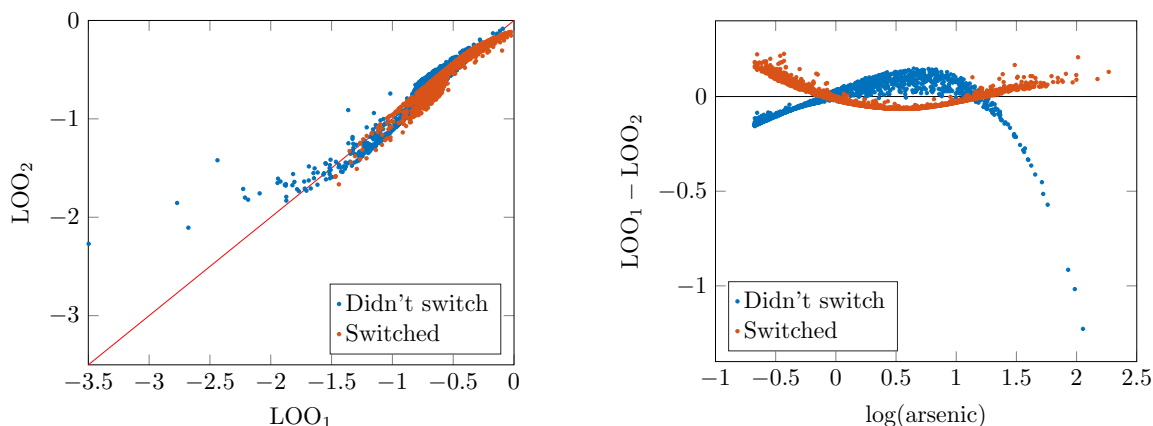 0
−1
−2
−3
LOO₂
Didn't switch
Switched
−3.5 −3 −2.5 −2 −1.5 −1 −0.5 0
LOO₁
0
−0.5
−1
LOO₁ − LOO₂
Didn't switch
Switched
−1 −0.5 0 0.5 1 1.5 2 2.5
log(arsenic)